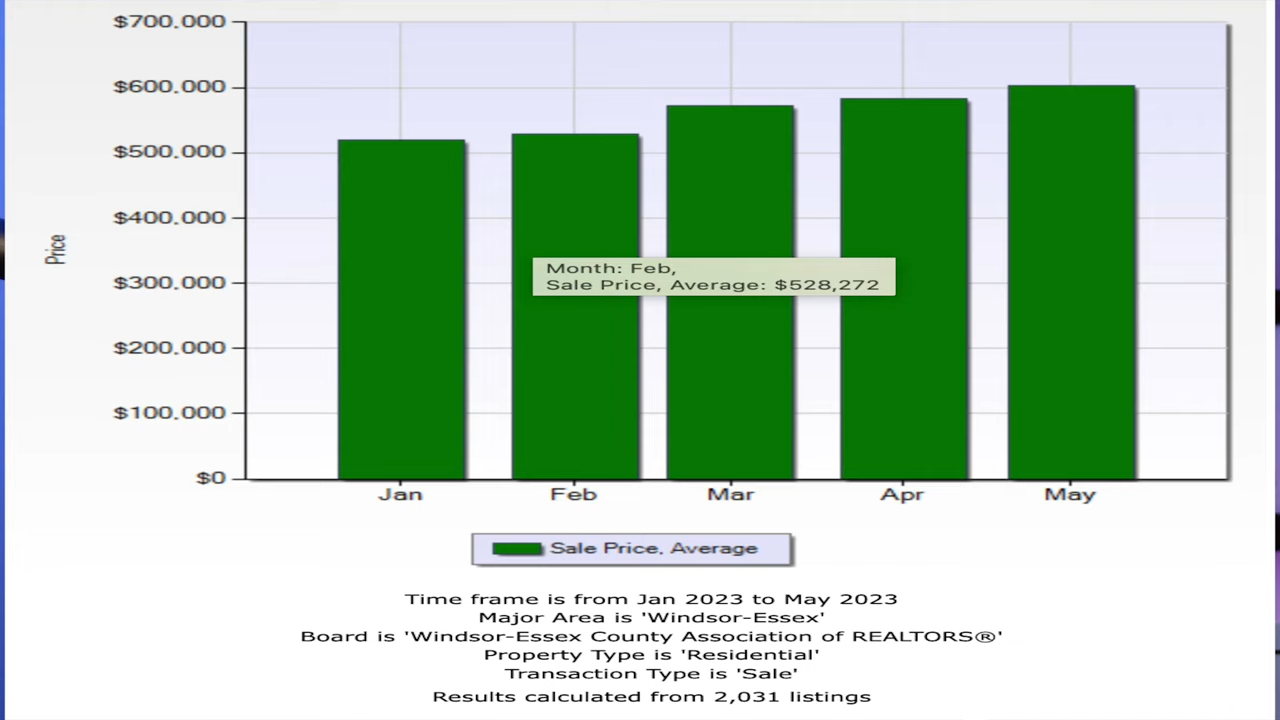 $700,000
$600,000
$500,000
$400,000
$300,000
$200,000
$100,000
$0
Price
Month: Feb,
Sale Price, Average: $528,272
Jan Feb Mar Apr May
Sale Price, Average
Time frame is from Jan 2023 to May 2023
Major Area is 'Windsor-Essex'
Board is 'Windsor-Essex County Association of REALTORS®'
Property Type is 'Residential'
Transaction Type is 'Sale'
Results calculated from 2,031 listings